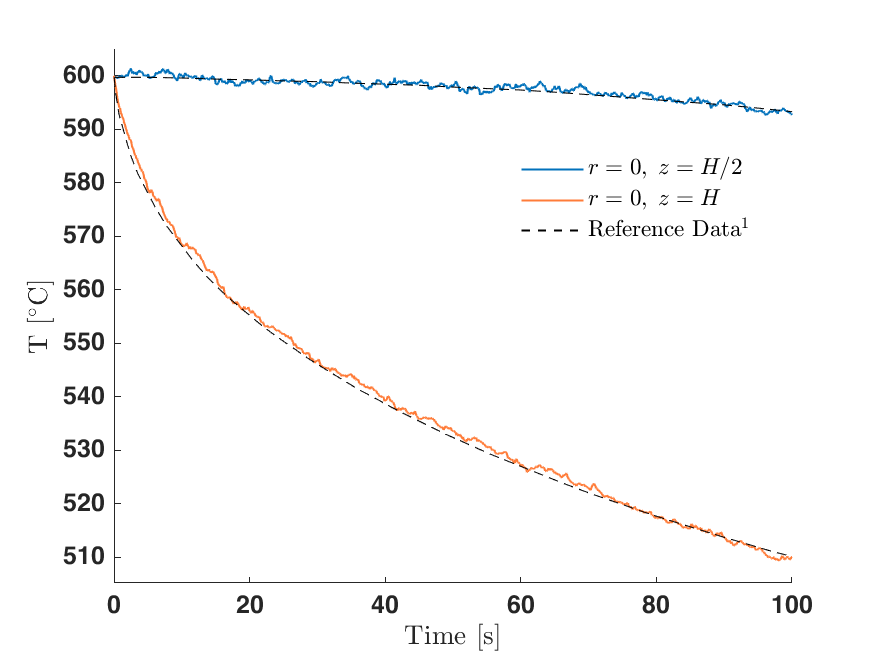 600
590
580
570
560
550
540
530
520
510
T [°C]
r = 0, z = H/2
r = 0, z = H
Reference Data¹
0 20 40 60 80 100
Time [s]